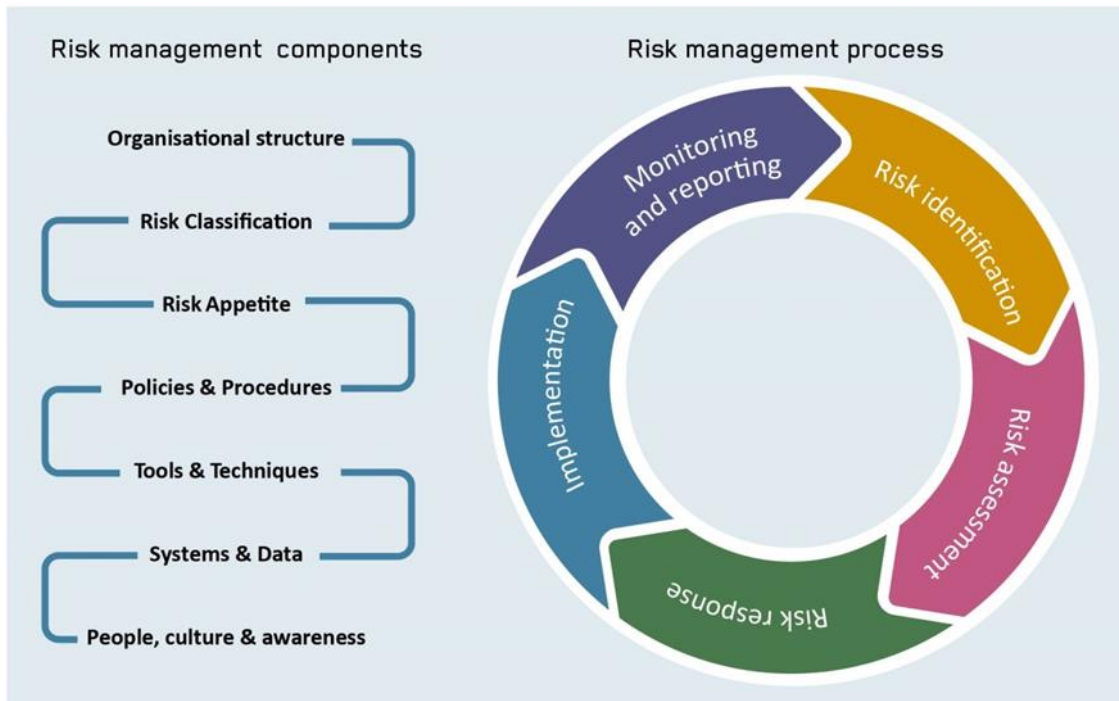 Risk management components
Organisational structure
Risk Classification
Risk Appetite
Policies & Procedures
Tools & Techniques
Systems & Data
People, culture & awareness
Risk management process
Monitoring
and reporting
Risk identification
Risk assessment
Risk response
Implementation